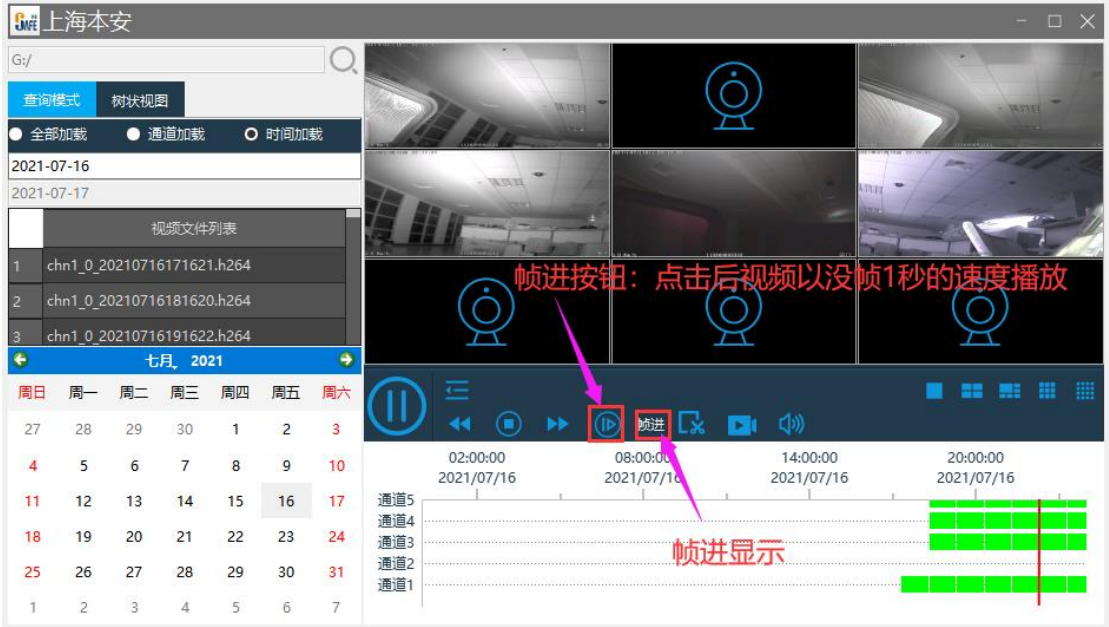 SAFE 上海本安
G:/
查询模式 树状视图
全部加载 通道加载 时间加载
2021-07-16
2021-07-17
视频文件列表
1 chn1_0_20210716171621.h264
2 chn1_0_20210716181620.h264
3 chn1_0_20210716191622.h264
七月, 2021
周日 周一 周二 周三 周四 周五 周六
27 28 29 30 1 2 3
4 5 6 7 8 9 10
11 12 13 14 15 16 17
18 19 20 21 22 23 24
25 26 27 28 29 30 31
1 2 3 4 5 6 7
帧进按钮：点击后视频以没帧1秒的速度播放
帧进
02:00:00 08:00:00 14:00:00 20:00:00
2021/07/16 2021/07/16 2021/07/16 2021/07/16
通道5
通道4
通道3
通道2
通道1
帧进显示